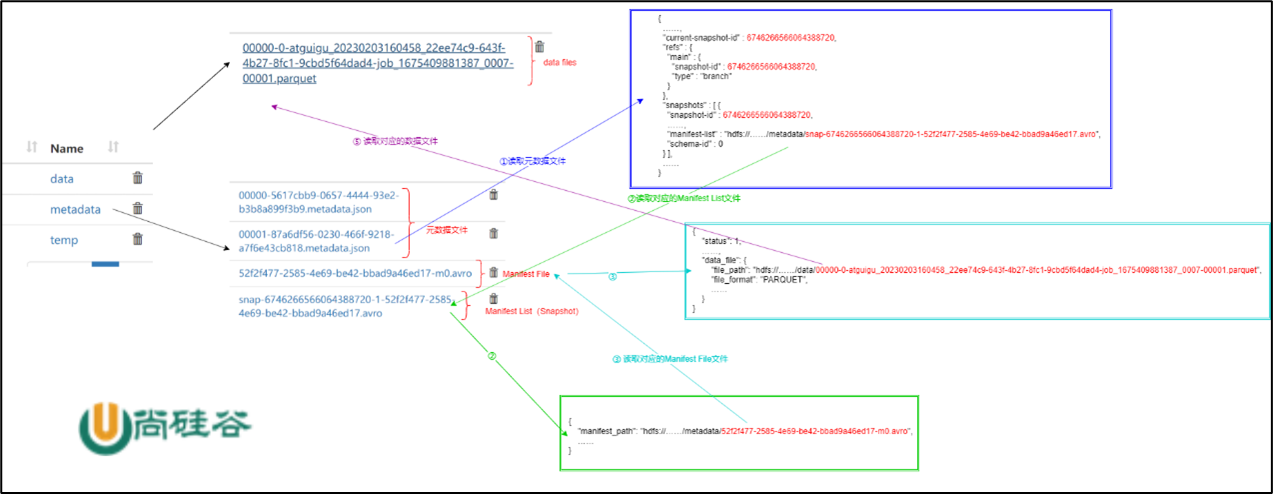 Name
data
metadata
temp
00000-0-atguigu_20230203160458_22ee74c9-643f-
4b27-8fc1-9cbd5f64dad4-job_1675409881387_0007-
00001.parquet
data files
⑤ 读取对应的数据文件
①读取元数据文件
00000-5617cbb9-0657-4444-93e2-
b3b8a899f3b9.metadata.json
00001-87a6df56-0230-466f-9218-
a7f6e43cb818.metadata.json
元数据文件
52f2f477-2585-4e69-be42-bbad9a46ed17-m0.avro
Manifest File
snap-6746266566064388720-1-52f2f477-2585-
4e69-be42-bbad9a46ed17.avro
Manifest List（Snapshot）
{
......,
"current-snapshot-id" : 6746266566064388720,
"refs" : {
"main" : {
"snapshot-id" : 6746266566064388720,
"type" : "branch"
}
},
"snapshots" : [ {
"snapshot-id" : 6746266566064388720,
......,
"manifest-list" : "hdfs://....../metadata/snap-6746266566064388720-1-52f2f477-2585-4e69-be42-bbad9a46ed17.avro",
"schema-id" : 0
} ],
......
}
②读取对应的Manifest List文件
{
"status": 1,
......,
"data_file": {
"file_path": "hdfs://....../data/00000-0-atguigu_20230203160458_22ee74c9-643f-4b27-8fc1-9cbd5f64dad4-job_1675409881387_0007-00001.parquet",
"file_format": "PARQUET",
......
}
}
②
③ 读取对应的Manifest File文件
{
"manifest_path": "hdfs://....../metadata/52f2f477-2585-4e69-be42-bbad9a46ed17-m0.avro",
......
}
尚硅谷